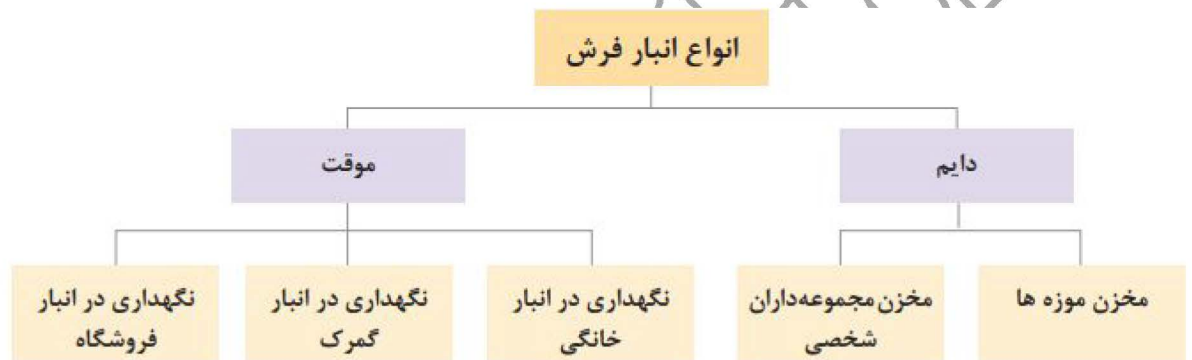 انواع انبار فرش
دایم
موقت
مخزن موزه ها
مخزن مجموعه‌داران
شخصی
نگهداری در انبار
خانگی
نگهداری در انبار
گمرک
نگهداری در انبار
فروشگاه